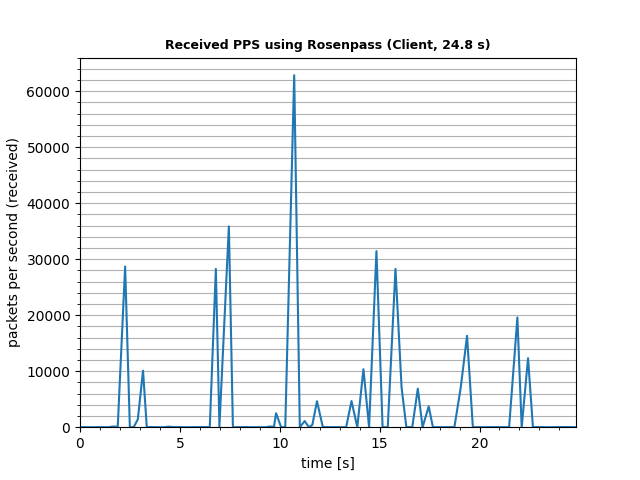 Received PPS using Rosenpass (Client, 24.8 s)
packets per second (received)
60000
50000
40000
30000
20000
10000
0
0 5 10 15 20
time [s]